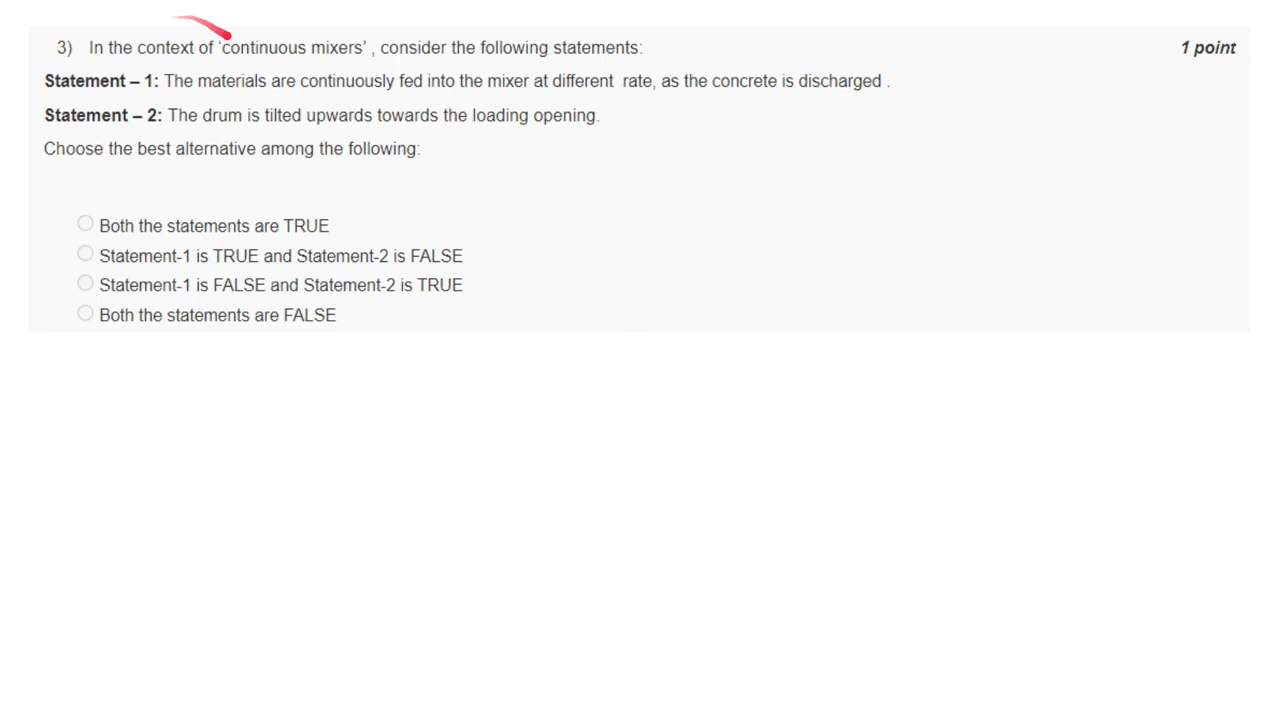 3) In the context of ‘continuous mixers’ , consider the following statements: 1 point
Statement – 1: The materials are continuously fed into the mixer at different rate, as the concrete is discharged .
Statement – 2: The drum is tilted upwards towards the loading opening.
Choose the best alternative among the following:
Both the statements are TRUE
Statement-1 is TRUE and Statement-2 is FALSE
Statement-1 is FALSE and Statement-2 is TRUE
Both the statements are FALSE